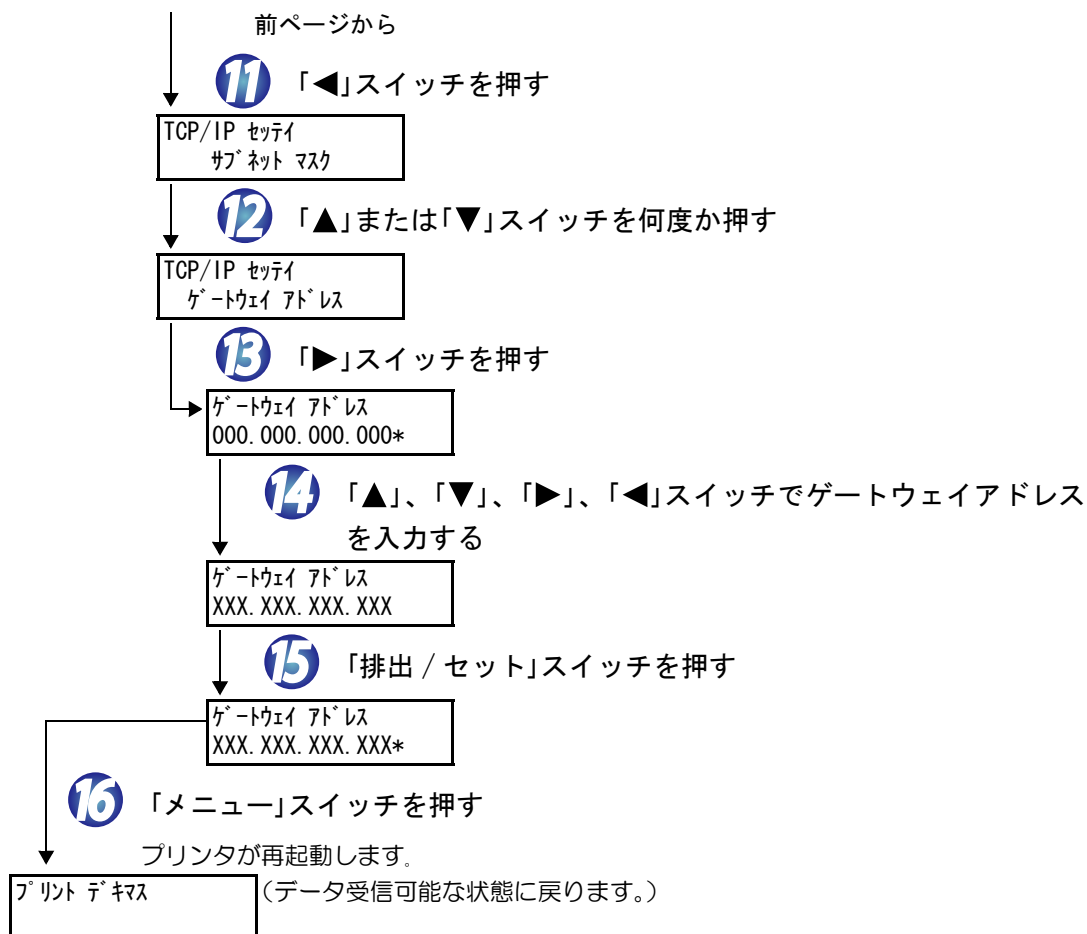 前ページから
11 「◀」スイッチを押す
TCP/IP ｾｯﾃｲ
ｻﾌﾞﾈｯﾄ ﾏｽｸ
12 「▲」または「▼」スイッチを何度か押す
TCP/IP ｾｯﾃｲ
ｹﾞｰﾄｳｪｲ ｱﾄﾞﾚｽ
13 「▶」スイッチを押す
ｹﾞｰﾄｳｪｲ ｱﾄﾞﾚｽ
000.000.000.000*
14 「▲」、「▼」、「▶」、「◀」スイッチでゲートウェイアドレス
を入力する
ｹﾞｰﾄｳｪｲ ｱﾄﾞﾚｽ
XXX.XXX.XXX.XXX
15 「排出 / セット」スイッチを押す
ｹﾞｰﾄｳｪｲ ｱﾄﾞﾚｽ
XXX.XXX.XXX.XXX*
16 「メニュー」スイッチを押す
プリンタが再起動します。
ﾌﾟﾘﾝﾄ ﾃﾞｷﾏｽ
（データ受信可能な状態に戻ります。）